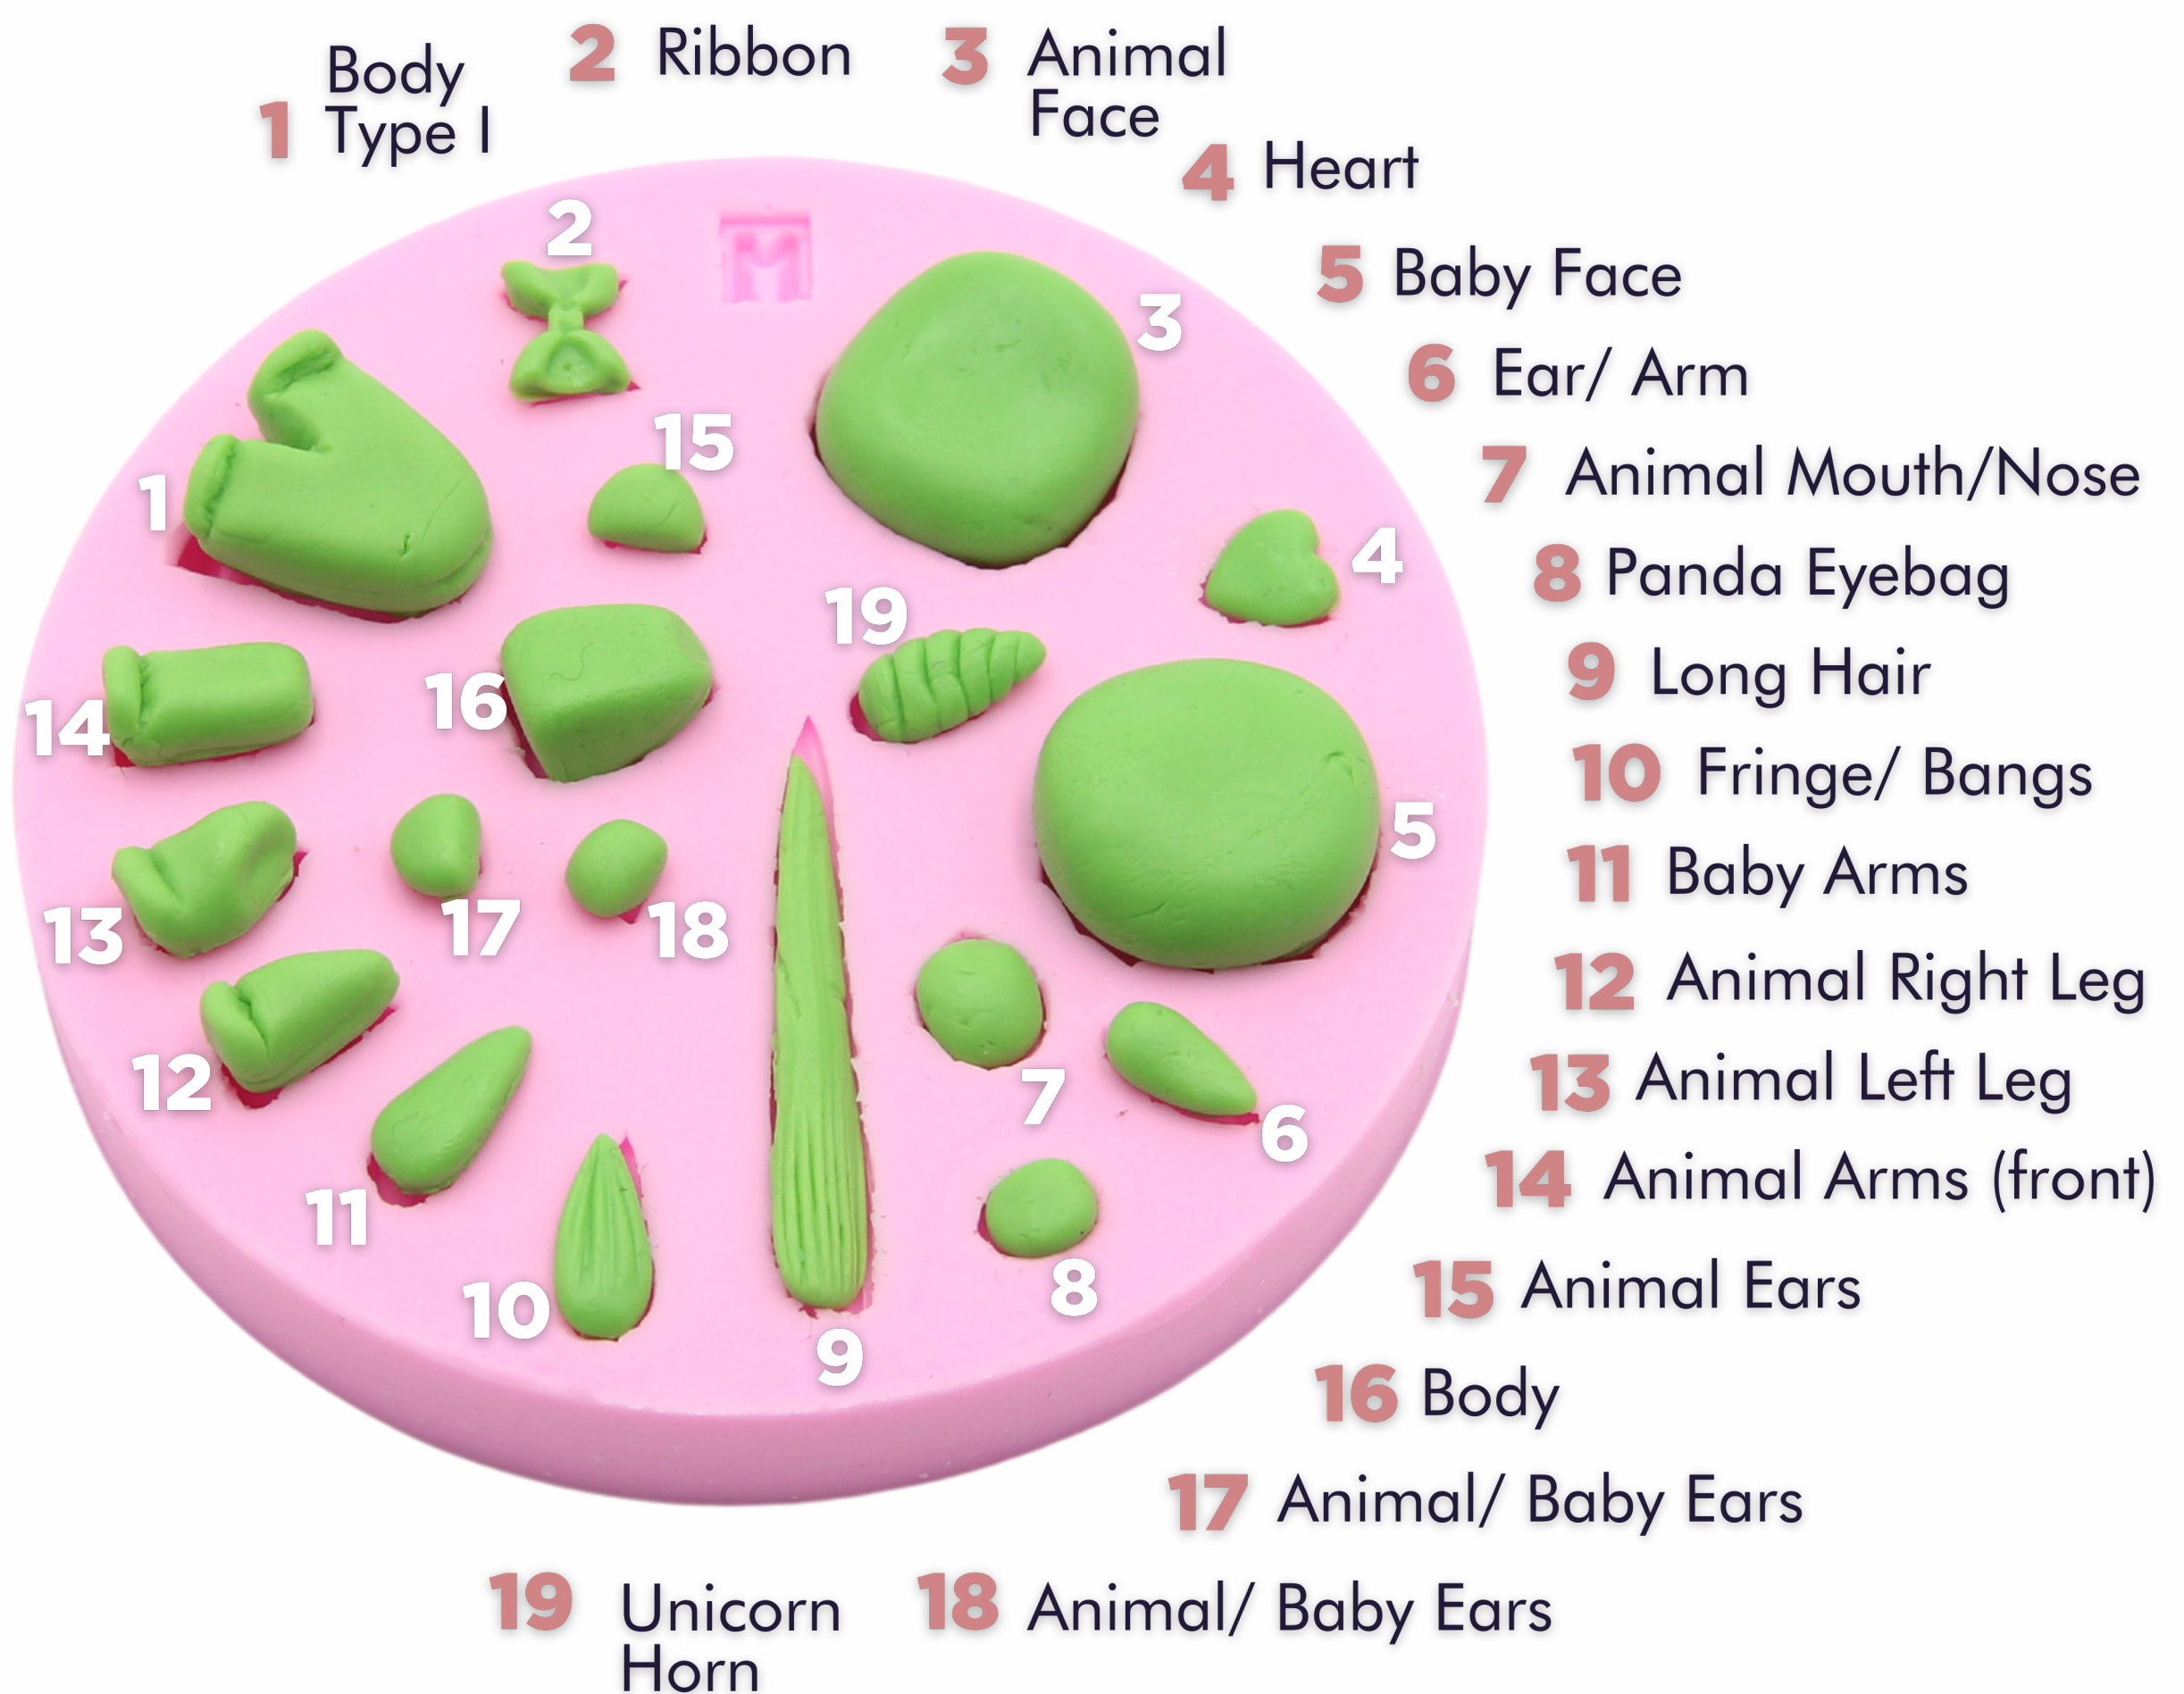 1 Body
Type I
2 Ribbon
3 Animal
Face
4 Heart
5 Baby Face
6 Ear/ Arm
7 Animal Mouth/Nose
8 Panda Eyebag
9 Long Hair
10 Fringe/ Bangs
11 Baby Arms
12 Animal Right Leg
13 Animal Left Leg
14 Animal Arms (front)
15 Animal Ears
16 Body
17 Animal/ Baby Ears
18 Animal/ Baby Ears
19 Unicorn
Horn
M
2
3
15
1
4
19
14
16
5
13
17
18
12
7
6
11
10
8
9